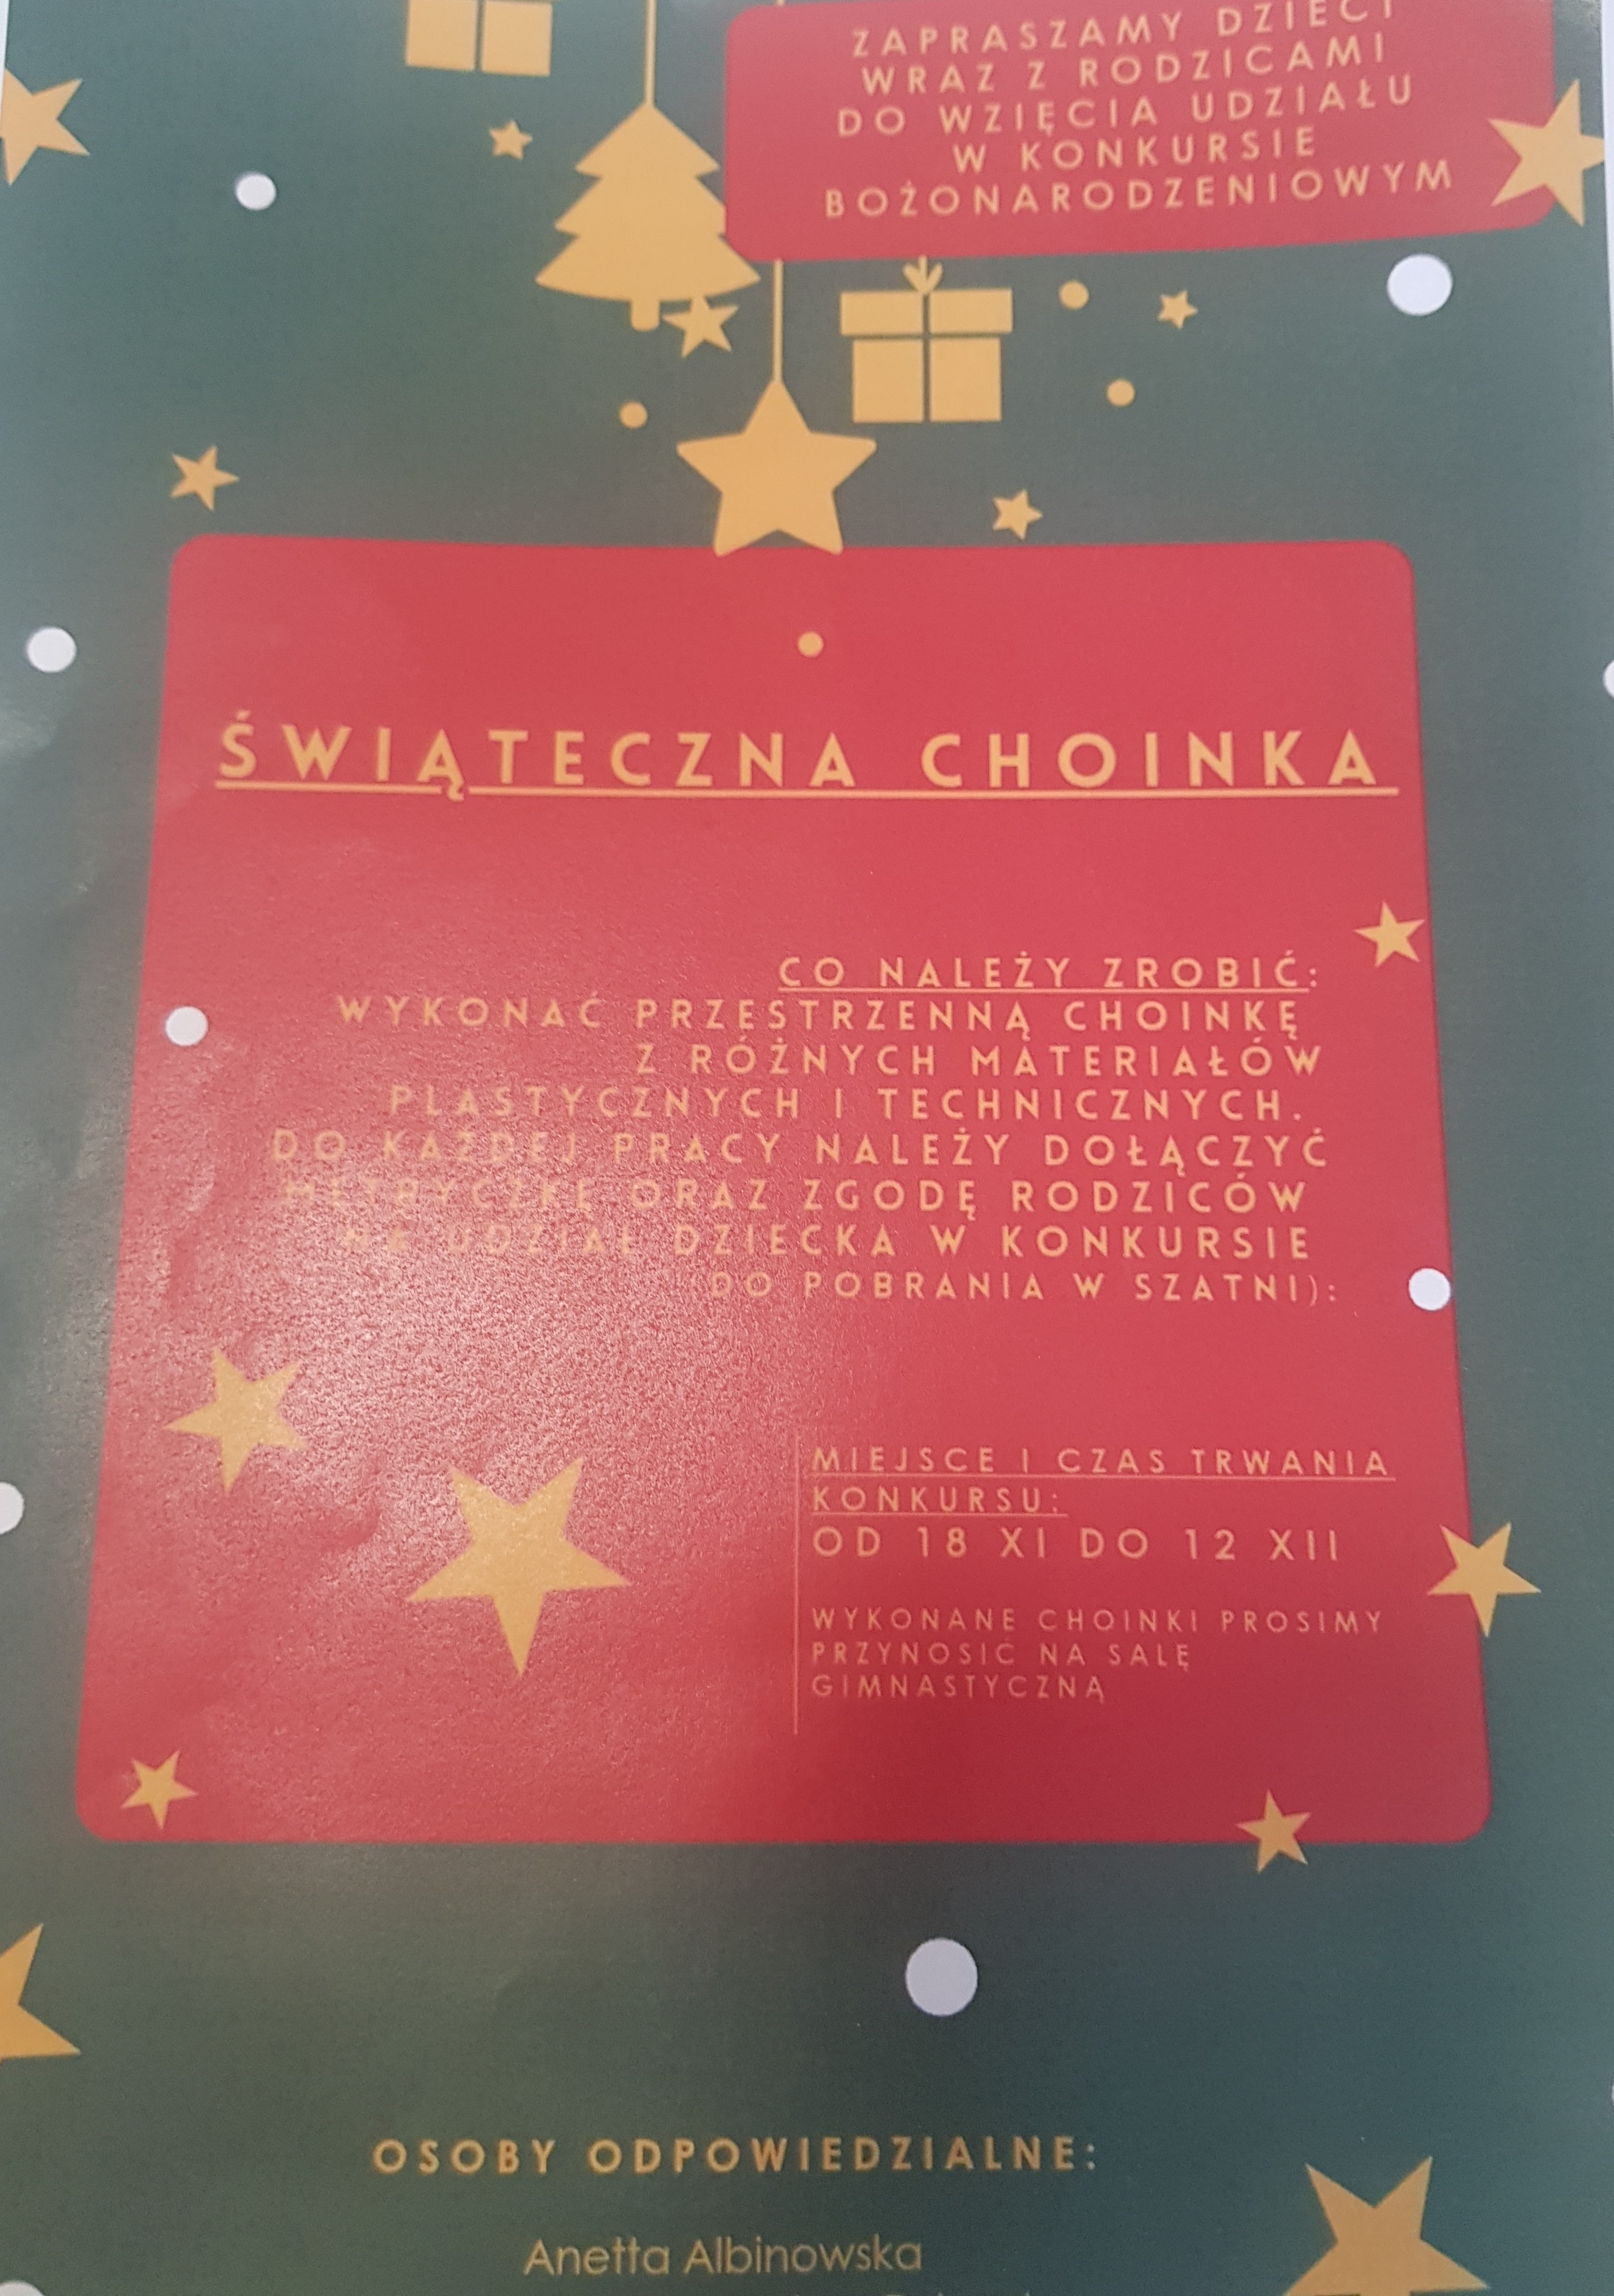 ZAPRASZAMY DZIECI
WRAZ Z RODZICAMI
DO WZIĘCIA UDZIAŁU
W KONKURSIE
BOŻONARODZENIOWYM
ŚWIĄTECZNA CHOINKA
CO NALEŻY ZROBIĆ:
WYKONAĆ PRZESTRZENNĄ CHOINKĘ
Z RÓŻNYCH MATERIAŁÓW
PLASTYCZNYCH I TECHNICZNYCH.
DO KAŻDEJ PRACY NALEŻY DOŁĄCZYĆ
METRYCZKĘ ORAZ ZGODĘ RODZICÓW
NA UDZIAŁ DZIECKA W KONKURSIE
DO POBRANIA W SZATNI):
MIEJSCE I CZAS TRWANIA
KONKURSU:
OD 18 XI DO 12 XII
WYKONANE CHOINKI PROSIMY
PRZYNOSIĆ NA SALĘ
GIMNASTYCZNĄ
OSOBY ODPOWIEDZIALNE:
Anetta Albinowska